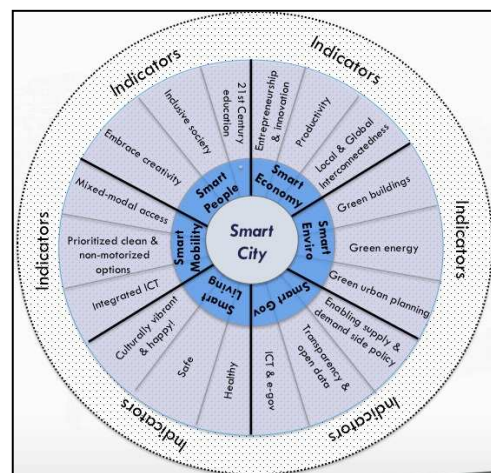 Smart
City
Smart
Economy
Entrepreneurship
& innovation
Productivity
Local & Global
Interconnectedness
Smart
Enviro
Green buildings
Green energy
Green urban planning
Smart Gov
Enabling supply &
demand side policy
Transparency &
open data
ICT & e-gov
Smart
Living
Healthy
Safe
Culturally vibrant
& happy!
Smart
Mobility
Integrated ICT
Prioritized clean &
non-motorized
options
Mixed-modal access
Smart
People
Embrace creativity
Inclusive society
21st Century
education
Indicators
Indicators
Indicators
Indicators
Indicators
Indicators